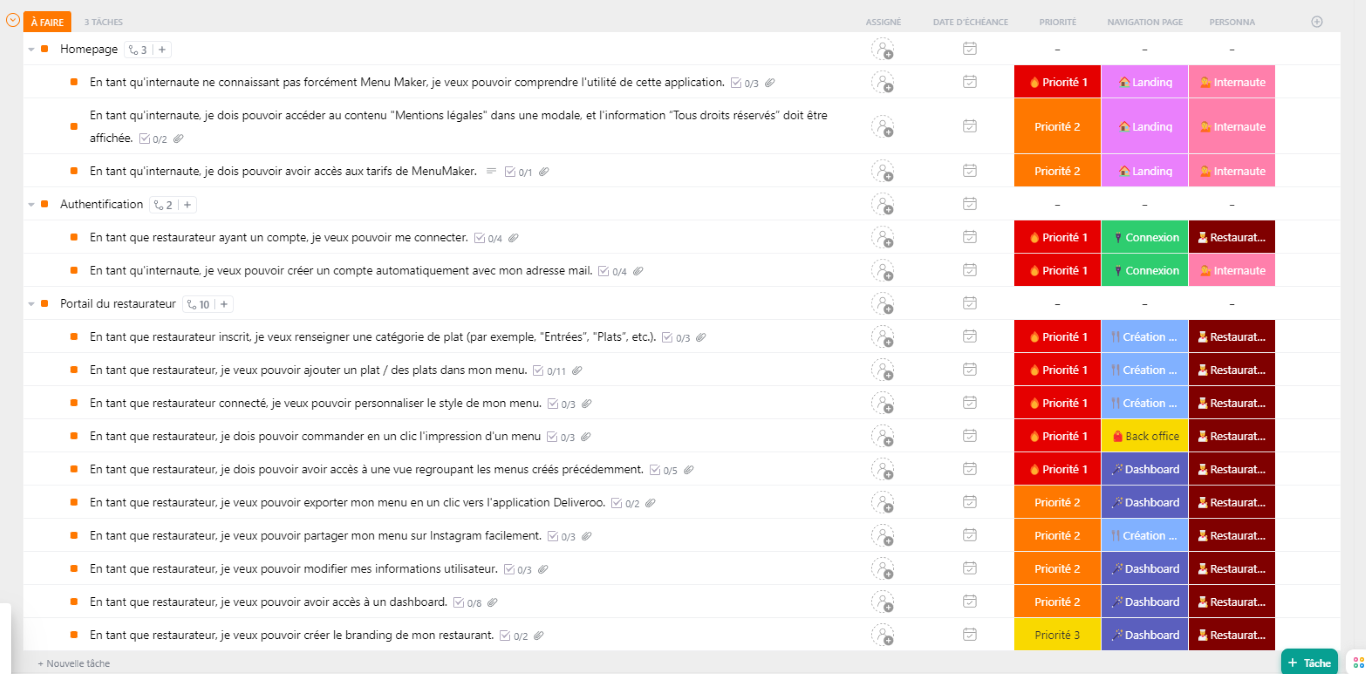 À FAIRE 3 TÂCHES ASSIGNÉ DATE D'ÉCHÉANCE PRIORITÉ NAVIGATION PAGE PERSONNA
Homepage 3 + – – –
En tant qu'internaute ne connaissant pas forcément Menu Maker, je veux pouvoir comprendre l'utilité de cette application. 0/3 Priorité 1 Landing Internaute
En tant qu'internaute, je dois pouvoir accéder au contenu "Mentions légales" dans une modale, et l'information “Tous droits réservés” doit être
affichée. 0/2 Priorité 2 Landing Internaute
En tant qu'internaute, je dois pouvoir avoir accès aux tarifs de MenuMaker. 0/1 Priorité 2 Landing Internaute
Authentification 2 + – – –
En tant que restaurateur ayant un compte, je veux pouvoir me connecter. 0/4 Priorité 1 Connexion Restaurat...
En tant qu'internaute, je veux pouvoir créer un compte automatiquement avec mon adresse mail. 0/4 Priorité 1 Connexion Internaute
Portail du restaurateur 10 + – – –
En tant que restaurateur inscrit, je veux renseigner une catégorie de plat (par exemple, "Entrées", "Plats", etc.). 0/3 Priorité 1 Création ... Restaurat...
En tant que restaurateur, je veux pouvoir ajouter un plat / des plats dans mon menu. 0/11 Priorité 1 Création ... Restaurat...
En tant que restaurateur connecté, je veux pouvoir personnaliser le style de mon menu. 0/3 Priorité 1 Création ... Restaurat...
En tant que restaurateur, je dois pouvoir commander en un clic l'impression d'un menu 0/3 Priorité 1 Back office Restaurat...
En tant que restaurateur, je dois pouvoir avoir accès à une vue regroupant les menus créés précédemment. 0/5 Priorité 1 Dashboard Restaurat...
En tant que restaurateur, je veux pouvoir exporter mon menu en un clic vers l'application Deliveroo. 0/2 Priorité 2 Dashboard Restaurat...
En tant que restaurateur, je veux pouvoir partager mon menu sur Instagram facilement. 0/3 Priorité 2 Création ... Restaurat...
En tant que restaurateur, je veux pouvoir modifier mes informations utilisateur. 0/3 Priorité 2 Dashboard Restaurat...
En tant que restaurateur, je veux pouvoir avoir accès à un dashboard. 0/8 Priorité 2 Dashboard Restaurat...
En tant que restaurateur, je veux pouvoir créer le branding de mon restaurant. 0/2 Priorité 3 Dashboard Restaurat...
+ Nouvelle tâche + Tâche